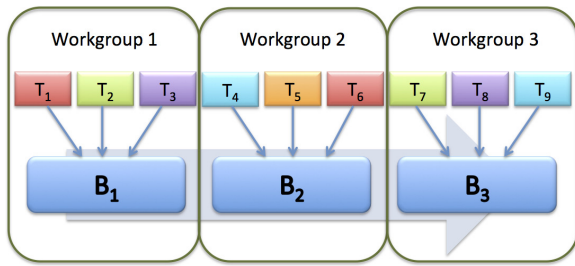 Workgroup 1 Workgroup 2 Workgroup 3
T₁ T₂ T₃ T₄ T₅ T₆ T₇ T₈ T₉
B₁ B₂ B₃